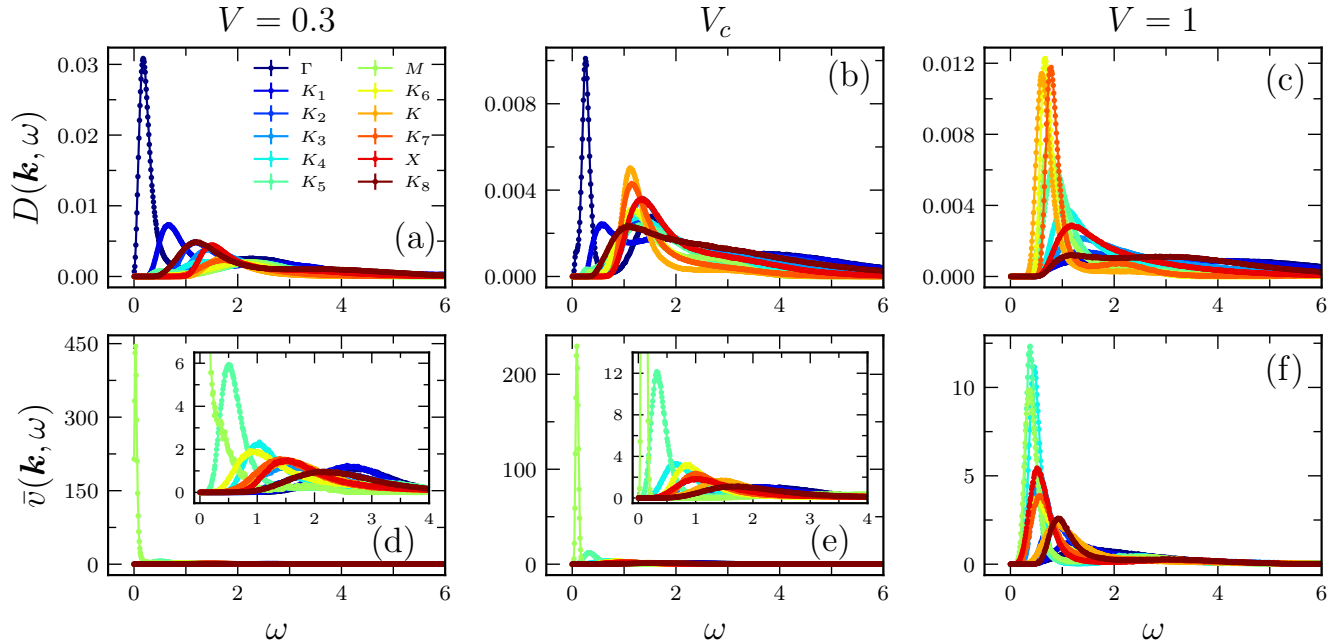 V = 0.3
V_c
V = 1
D(k, ω)
0.03
0.02
0.01
0.00
0 2 4 6
Γ
K_1
K_2
K_3
K_4
K_5
M
K_6
K
K_7
X
K_8
(a)
0.008
0.004
0.000
0 2 4 6
(b)
0.012
0.008
0.004
0.000
0 2 4 6
(c)
v̄(k, ω)
450
300
150
0
0 2 4 6
ω
6
4
2
0
0 1 2 3 4
(d)
200
150
100
50
0
0 2 4 6
ω
12
8
4
0
0 1 2 3 4
(e)
10
5
0
0 2 4 6
ω
(f)